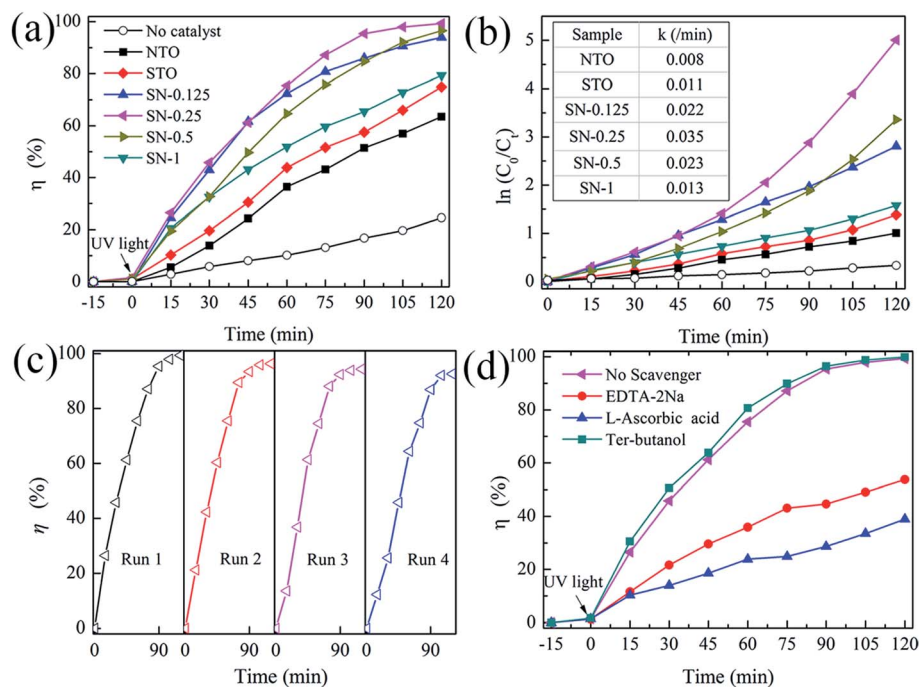 (a)
No catalyst
NTO
STO
SN-0.125
SN-0.25
SN-0.5
SN-1
UV light
η (%)
100
80
60
40
20
0
-15 0 15 30 45 60 75 90 105 120
Time (min)
(b)
Sample k (/min)
NTO 0.008
STO 0.011
SN-0.125 0.022
SN-0.25 0.035
SN-0.5 0.023
SN-1 0.013
ln (C0/Ct)
5
4
3
2
1
0
0 15 30 45 60 75 90 105 120
Time (min)
(c)
η (%)
100
80
60
40
20
0
Run 1 Run 2 Run 3 Run 4
0 90 0 90 0 90 0 90
Time (min)
(d)
No Scavenger
EDTA-2Na
L-Ascorbic acid
Ter-butanol
UV light
η (%)
100
80
60
40
20
0
-15 0 15 30 45 60 75 90 105 120
Time (min)